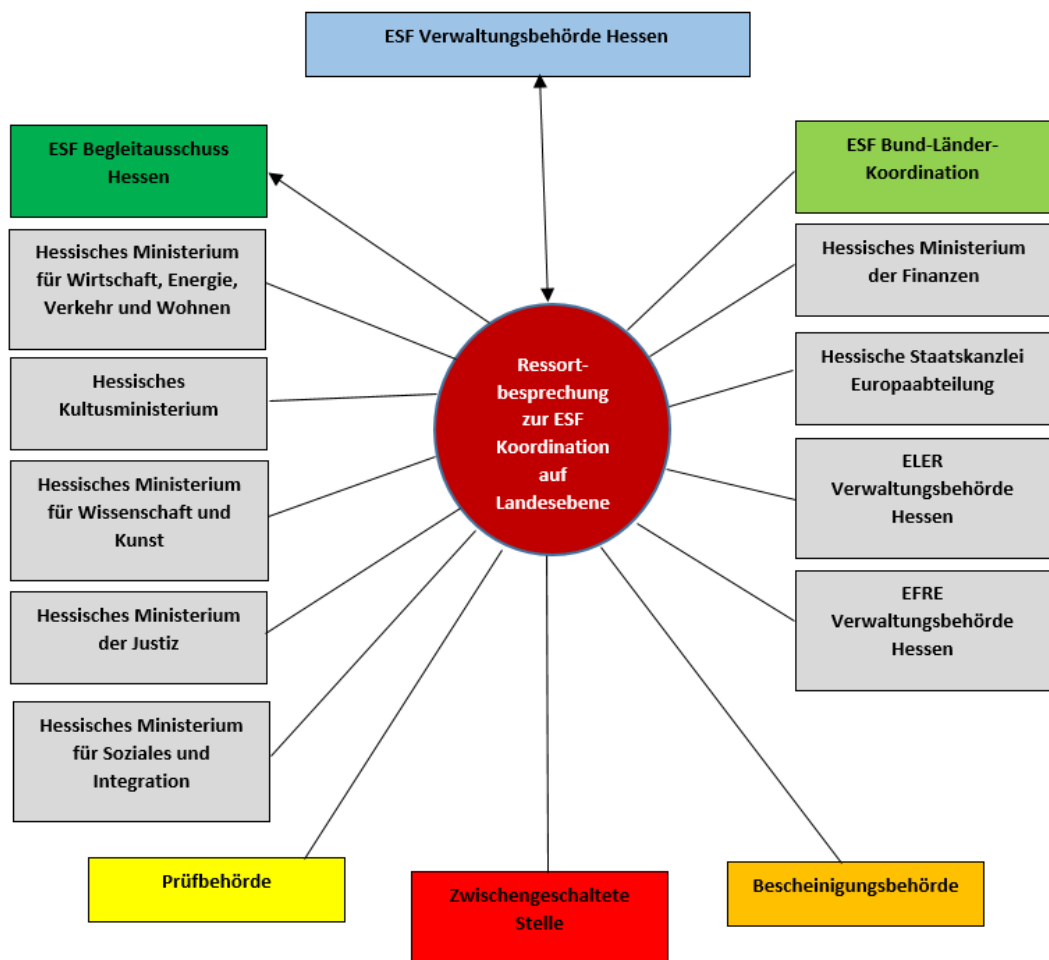 ESF Verwaltungsbehörde Hessen
ESF Begleitausschuss
Hessen
ESF Bund-Länder-
Koordination
Hessisches Ministerium
für Wirtschaft, Energie,
Verkehr und Wohnen
Hessisches Ministerium
der Finanzen
Hessisches
Kultusministerium
Hessische Staatskanzlei
Europaabteilung
Ressort-
besprechung
zur ESF
Koordination
auf
Landesebene
Hessisches Ministerium
für Wissenschaft und
Kunst
ELER
Verwaltungsbehörde
Hessen
Hessisches Ministerium
der Justiz
EFRE
Verwaltungsbehörde
Hessen
Hessisches Ministerium
für Soziales und
Integration
Prüfbehörde
Zwischengeschaltete
Stelle
Bescheinigungsbehörde